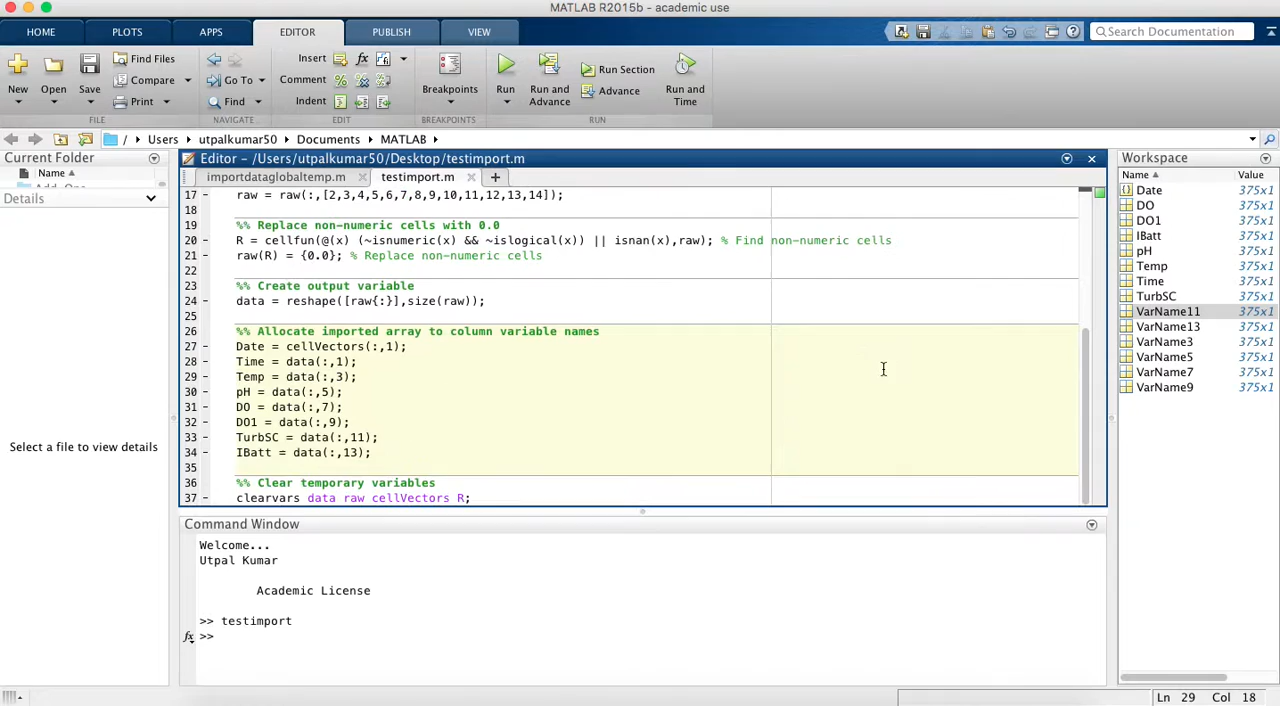 MATLAB R2015b - academic use
HOME PLOTS APPS EDITOR PUBLISH VIEW Search Documentation
New Open Save Find Files Compare Print FILE
Go To Find NAVIGATE
Insert Comment Indent EDIT
Breakpoints BREAKPOINTS
Run Run and Advance Run Section Advance Run and Time RUN
/ Users utpalkumar50 Documents MATLAB
Current Folder
Name
Details
Select a file to view details
Editor - /Users/utpalkumar50/Desktop/testimport.m
importdataglobaltemp.m testimport.m
17 - raw = raw(:,[2,3,4,5,6,7,8,9,10,11,12,13,14]);
18
19 %% Replace non-numeric cells with 0.0
20 - R = cellfun(@(x) (~isnumeric(x) && ~islogical(x)) || isnan(x),raw); % Find non-numeric cells
21 - raw(R) = {0.0}; % Replace non-numeric cells
22
23 %% Create output variable
24 - data = reshape([raw{:}],size(raw));
25
26 %% Allocate imported array to column variable names
27 - Date = cellVectors(:,1);
28 - Time = data(:,1);
29 - Temp = data(:,3);
30 - pH = data(:,5);
31 - DO = data(:,7);
32 - DO1 = data(:,9);
33 - TurbSC = data(:,11);
34 - IBatt = data(:,13);
35
36 %% Clear temporary variables
37 - clearvars data raw cellVectors R;
Command Window
Welcome...
Utpal Kumar
Academic License
>> testimport
fx >>
Workspace
Name Value
Date 375x1
DO 375x1
DO1 375x1
IBatt 375x1
pH 375x1
Temp 375x1
Time 375x1
TurbSC 375x1
VarName11 375x1
VarName13 375x1
VarName3 375x1
VarName5 375x1
VarName7 375x1
VarName9 375x1
Ln 29 Col 18